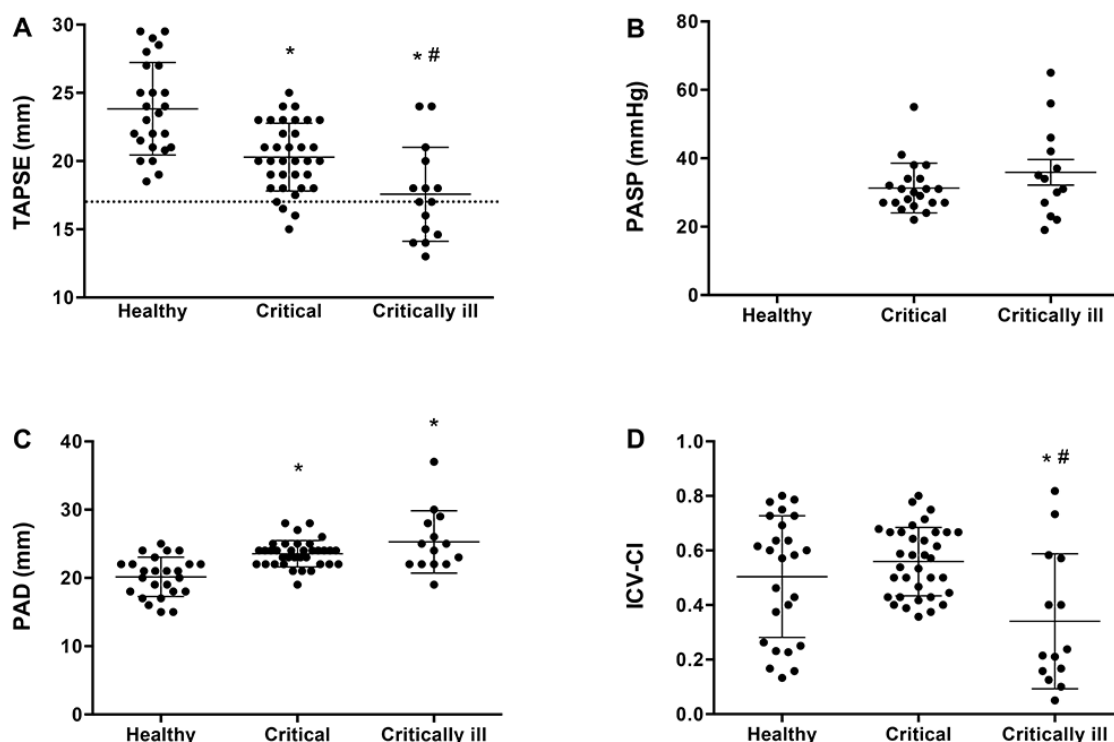 A
TAPSE (mm)
30
25
20
15
10
* * #
Healthy Critical Critically ill
B
PASP (mmHg)
80
60
40
20
0
Healthy Critical Critically ill
C
PAD (mm)
40
30
20
10
0
* *
Healthy Critical Critically ill
D
ICV-CI
1.0
0.8
0.6
0.4
0.2
0.0
* #
Healthy Critical Critically ill